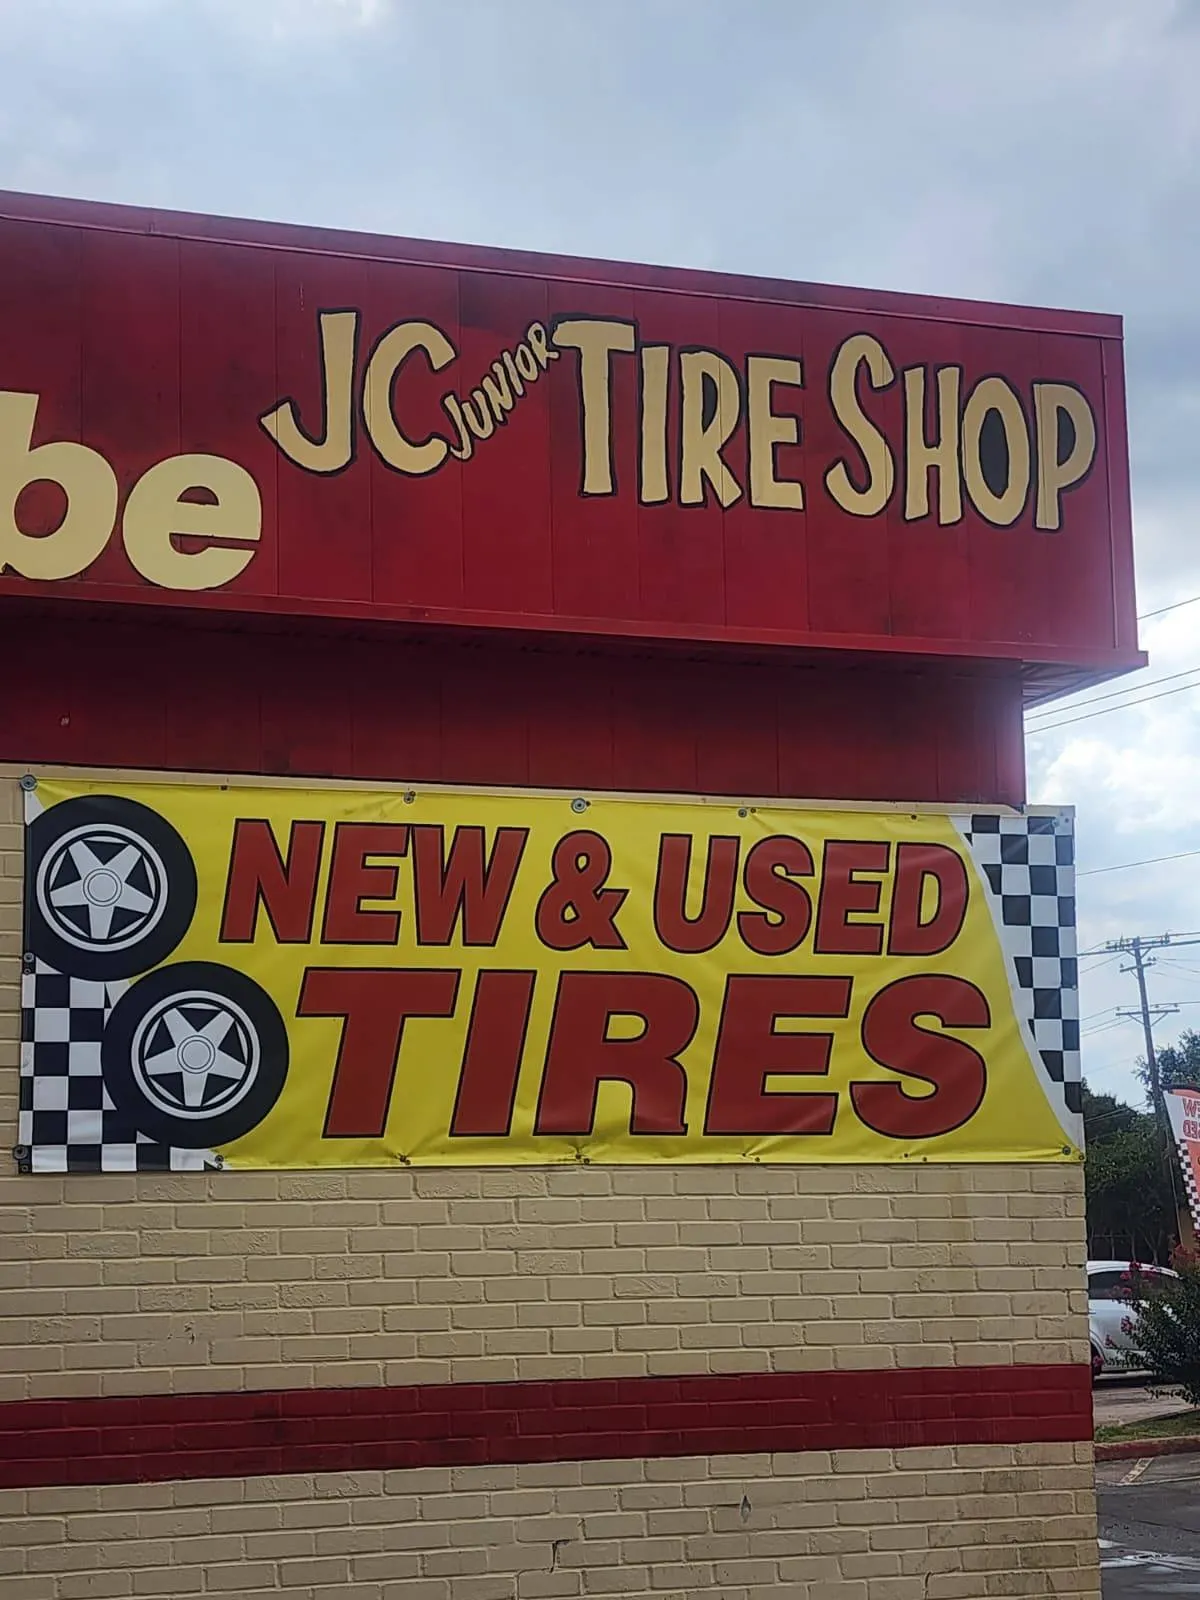 be
JC JUNIOR TIRE SHOP
NEW & USED
TIRES